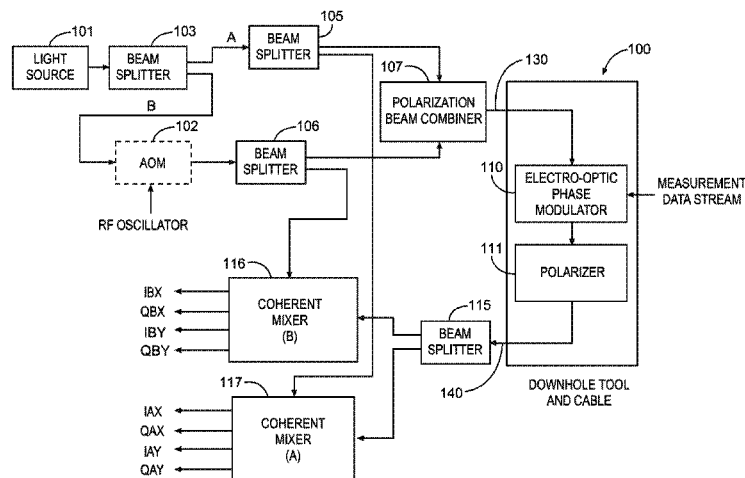 101
LIGHT
SOURCE
103
BEAM
SPLITTER
A
B
105
BEAM
SPLITTER
107
POLARIZATION
BEAM COMBINER
130
100
102
AOM
RF OSCILLATOR
106
BEAM
SPLITTER
110
ELECTRO-OPTIC
PHASE
MODULATOR
MEASUREMENT
DATA STREAM
111
POLARIZER
116
COHERENT
MIXER
(B)
IBX
QBX
IBY
QBY
115
BEAM
SPLITTER
140
DOWNHOLE TOOL
AND CABLE
117
COHERENT
MIXER
(A)
IAX
QAX
IAY
QAY